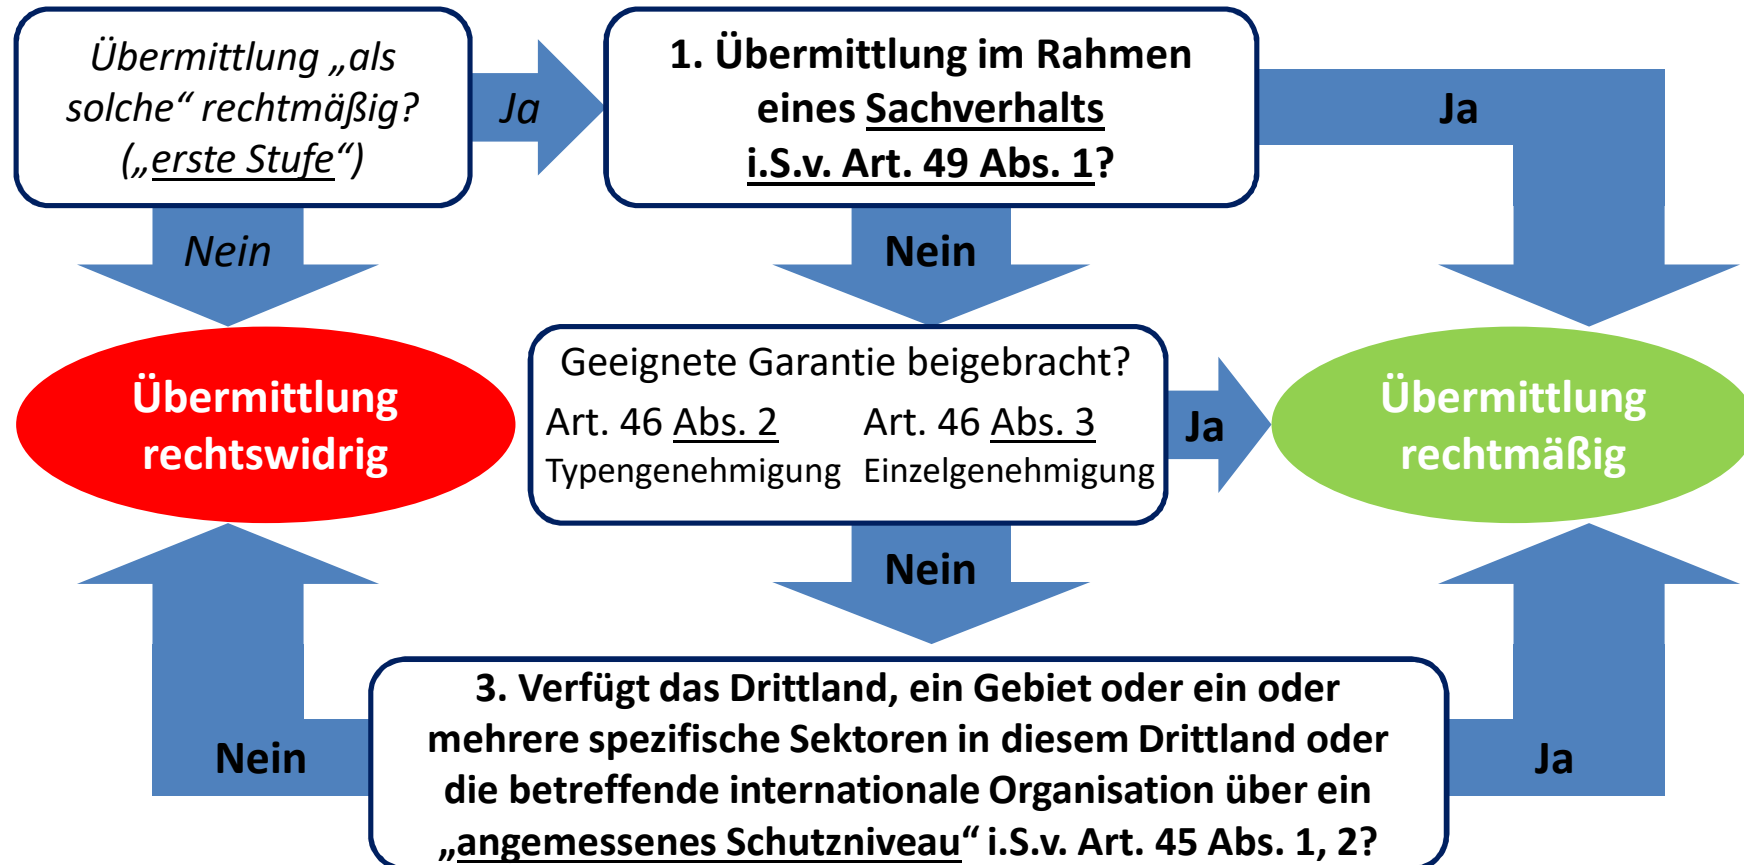 Übermittlung „als
solche“ rechtmäßig?
(„erste Stufe“)
Ja
1. Übermittlung im Rahmen
eines Sachverhalts
i.S.v. Art. 49 Abs. 1?
Ja
Nein
Nein
Übermittlung
rechtswidrig
Geeignete Garantie beigebracht?
Art. 46 Abs. 2 Art. 46 Abs. 3
Typengenehmigung Einzelgenehmigung
Ja
Übermittlung
rechtmäßig
Nein
Nein
3. Verfügt das Drittland, ein Gebiet oder ein oder
mehrere spezifische Sektoren in diesem Drittland oder
die betreffende internationale Organisation über ein
„angemessenes Schutzniveau“ i.S.v. Art. 45 Abs. 1, 2?
Ja